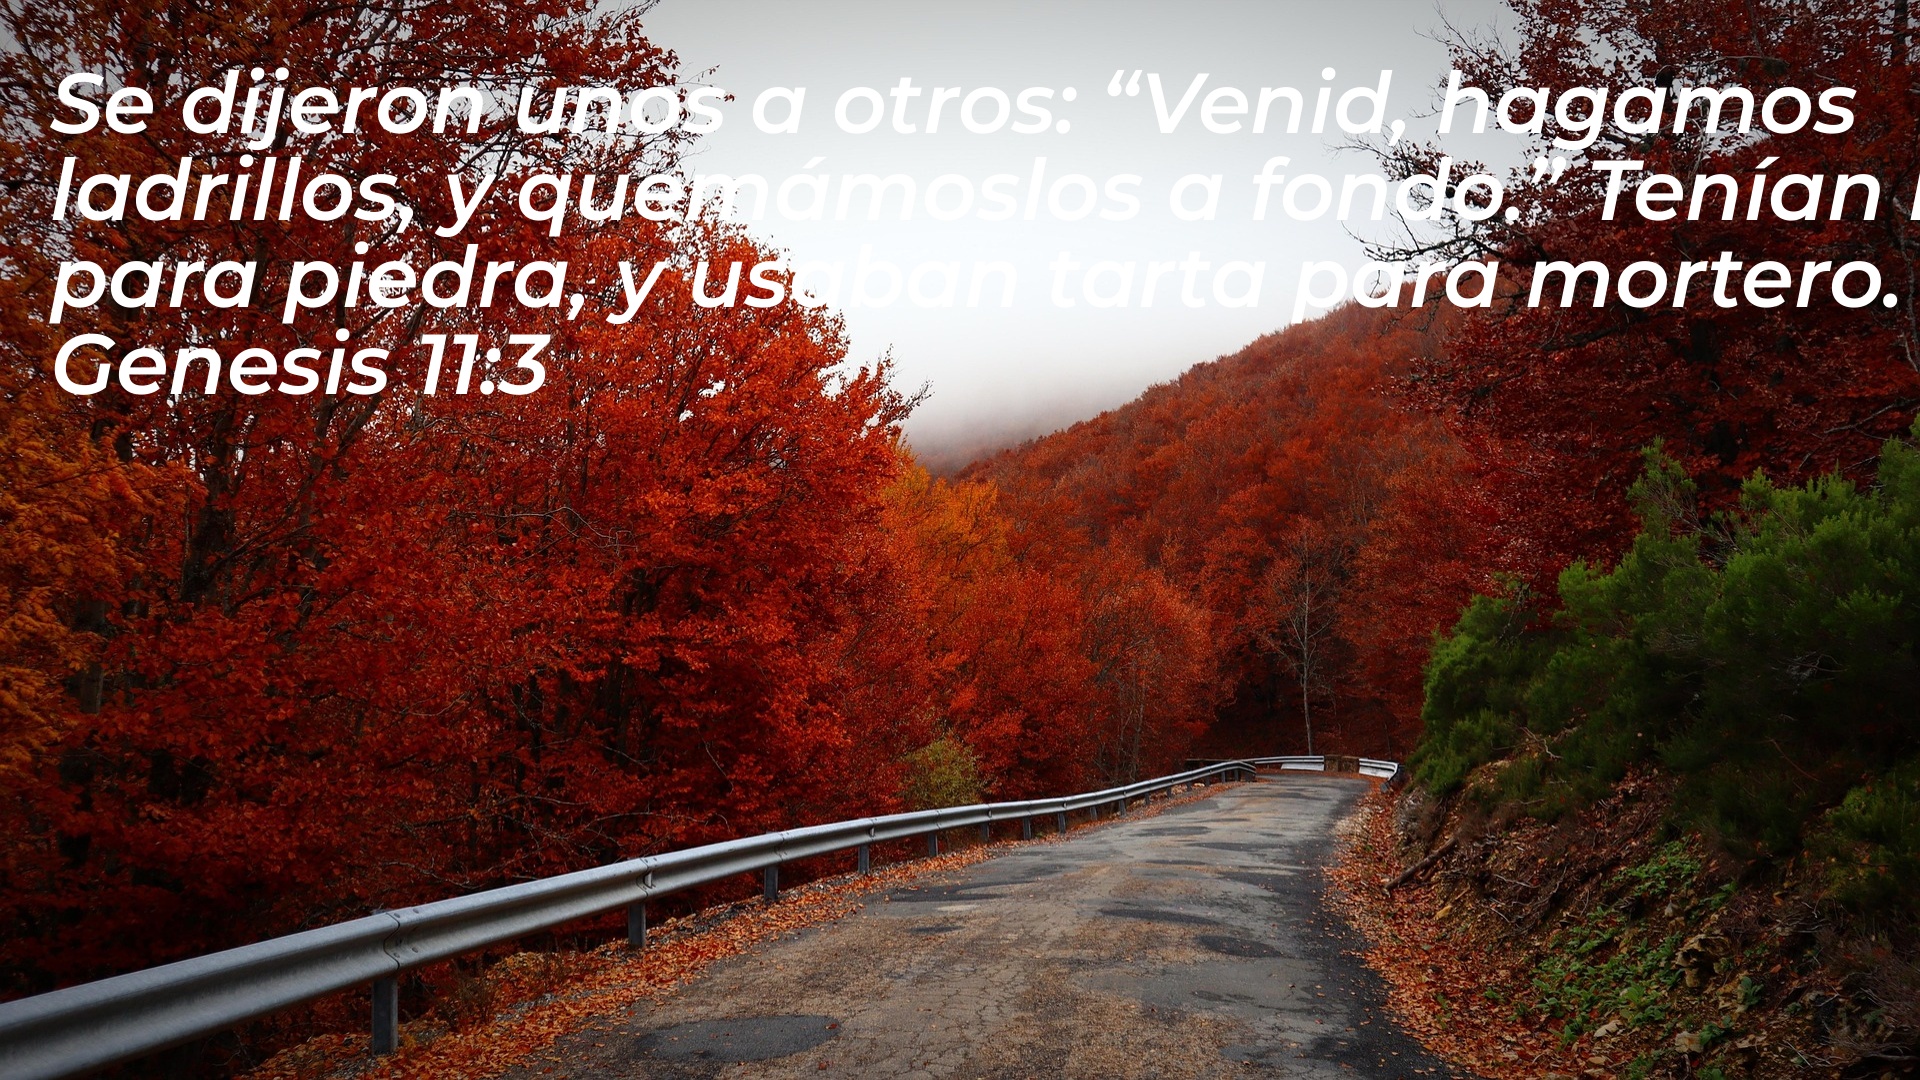 Se dijeron unos a otros: “Venid, hagamos
ladrillos, y quemámoslos a fondo.” Tenían
para piedra, y usaban tarta para mortero.
Genesis 11:3